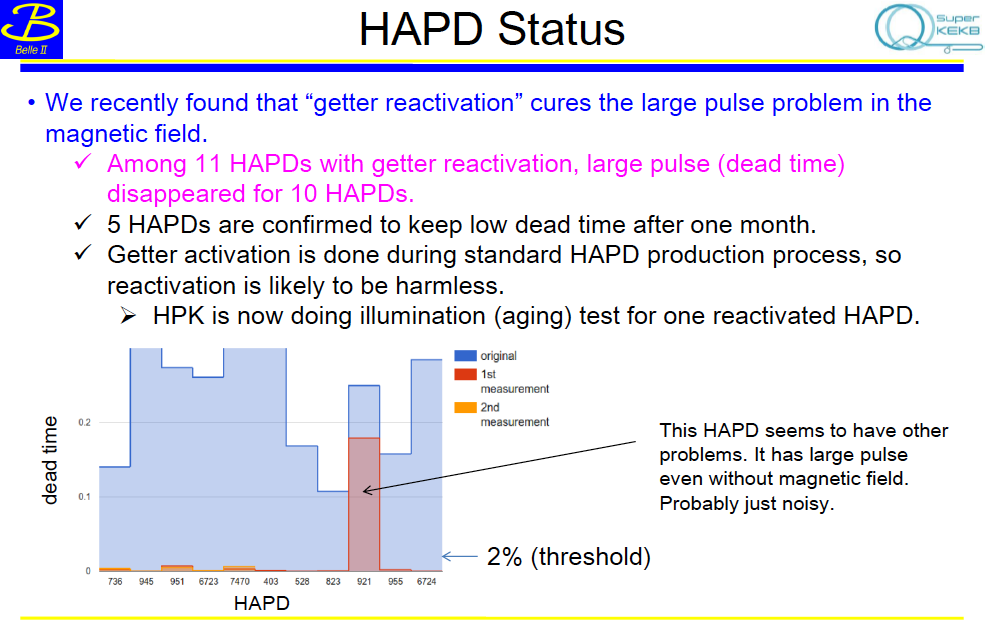 HAPD Status
B
Belle II
Super
KEKB
• We recently found that “getter reactivation” cures the large pulse problem in the
magnetic field.
✓ Among 11 HAPDs with getter reactivation, large pulse (dead time)
disappeared for 10 HAPDs.
✓ 5 HAPDs are confirmed to keep low dead time after one month.
✓ Getter activation is done during standard HAPD production process, so
reactivation is likely to be harmless.
➢ HPK is now doing illumination (aging) test for one reactivated HAPD.
original
1st
measurement
2nd
measurement
dead time
0.2
0.1
0
736 945 951 6723 7470 403 528 823 921 955 6724
HAPD
This HAPD seems to have other
problems. It has large pulse
even without magnetic field.
Probably just noisy.
2% (threshold)